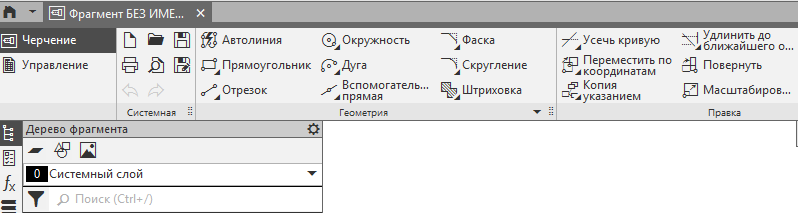 Фрагмент БЕЗ ИМЕ...
Черчение
Управление
Системная
Автолиния
Прямоугольник
Отрезок
Окружность
Дуга
Вспомогатель...
прямая
Фаска
Скругление
Штриховка
Геометрия
Усечь кривую
Переместить по
координатам
Копия
указанием
Удлинить до
ближайшего о...
Повернуть
Масштабиров...
Правка
Дерево фрагмента
0 Системный слой
Поиск (Ctrl+/)